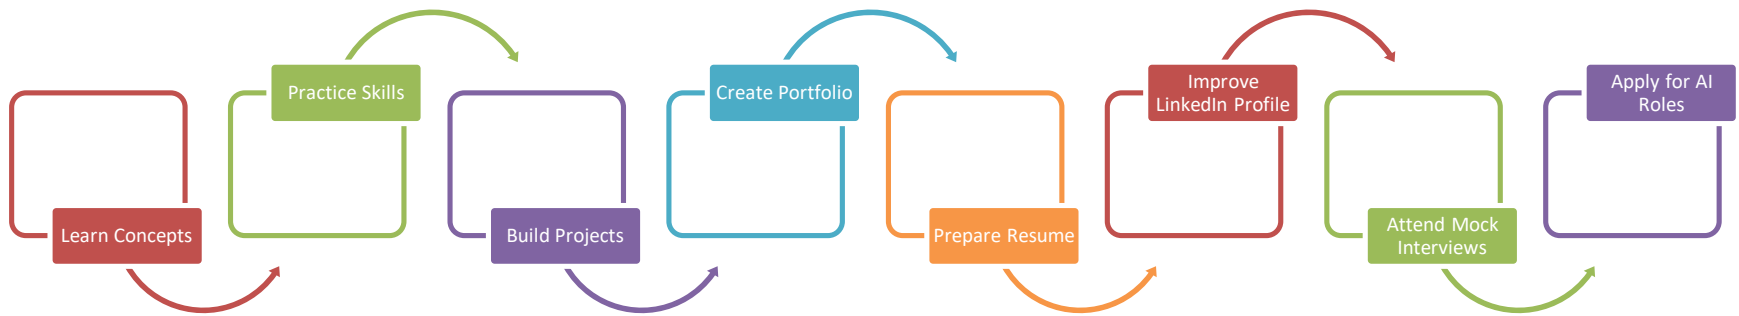 Learn Concepts
Practice Skills
Build Projects
Create Portfolio
Prepare Resume
Improve
LinkedIn Profile
Attend Mock
Interviews
Apply for AI
Roles